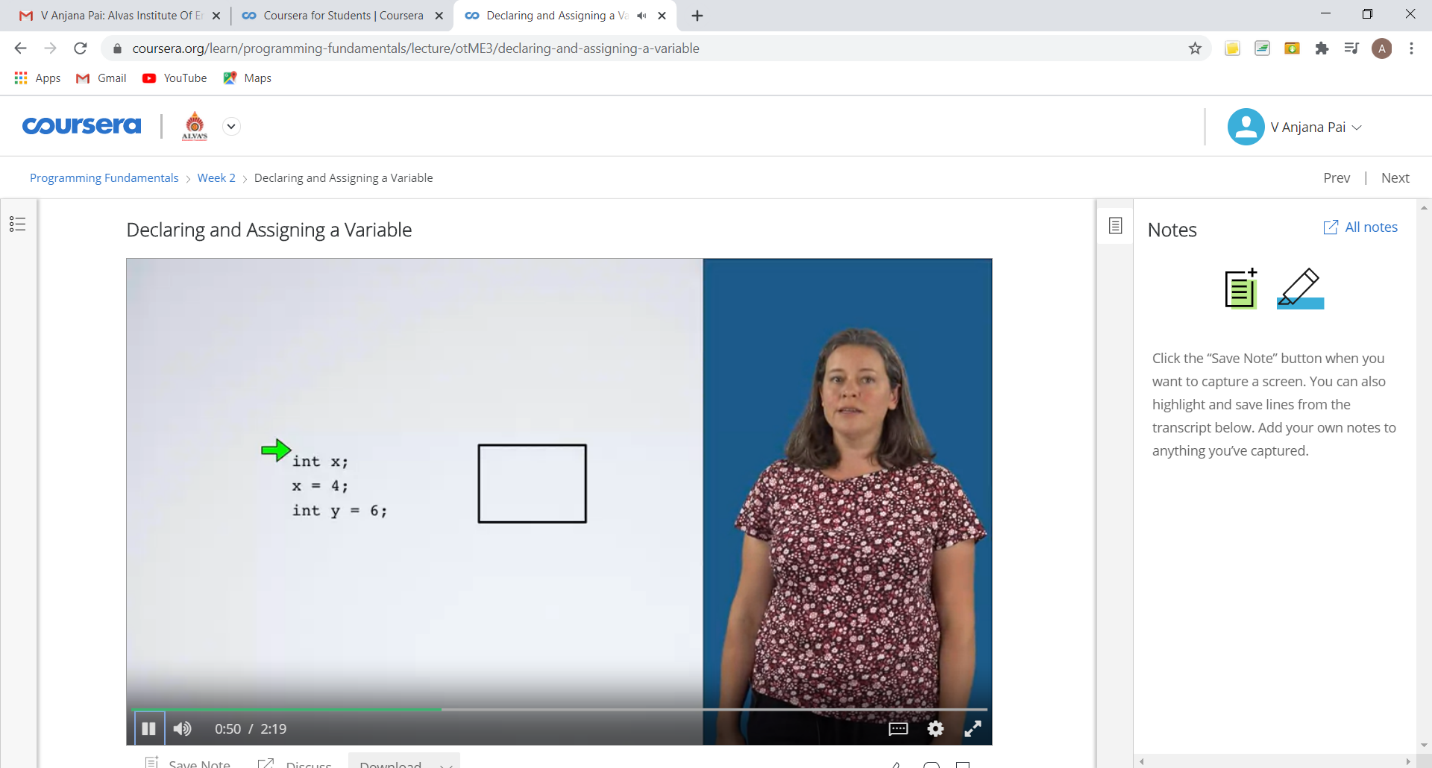 V Anjana Pai: Alvas Institute Of E
Coursera for Students | Coursera
Declaring and Assigning a Va
coursera.org/learn/programming-fundamentals/lecture/otME3/declaring-and-assigning-a-variable
A
Apps
Gmail
YouTube
Maps
coursera
ALVA'S
V Anjana Pai
Programming Fundamentals > Week 2 > Declaring and Assigning a Variable
Prev | Next
Declaring and Assigning a Variable
int x;
x = 4;
int y = 6;
0:50 / 2:19
Save Note
Discuss
Download
Notes
All notes
Click the “Save Note” button when you
want to capture a screen. You can also
highlight and save lines from the
transcript below. Add your own notes to
anything you’ve captured.